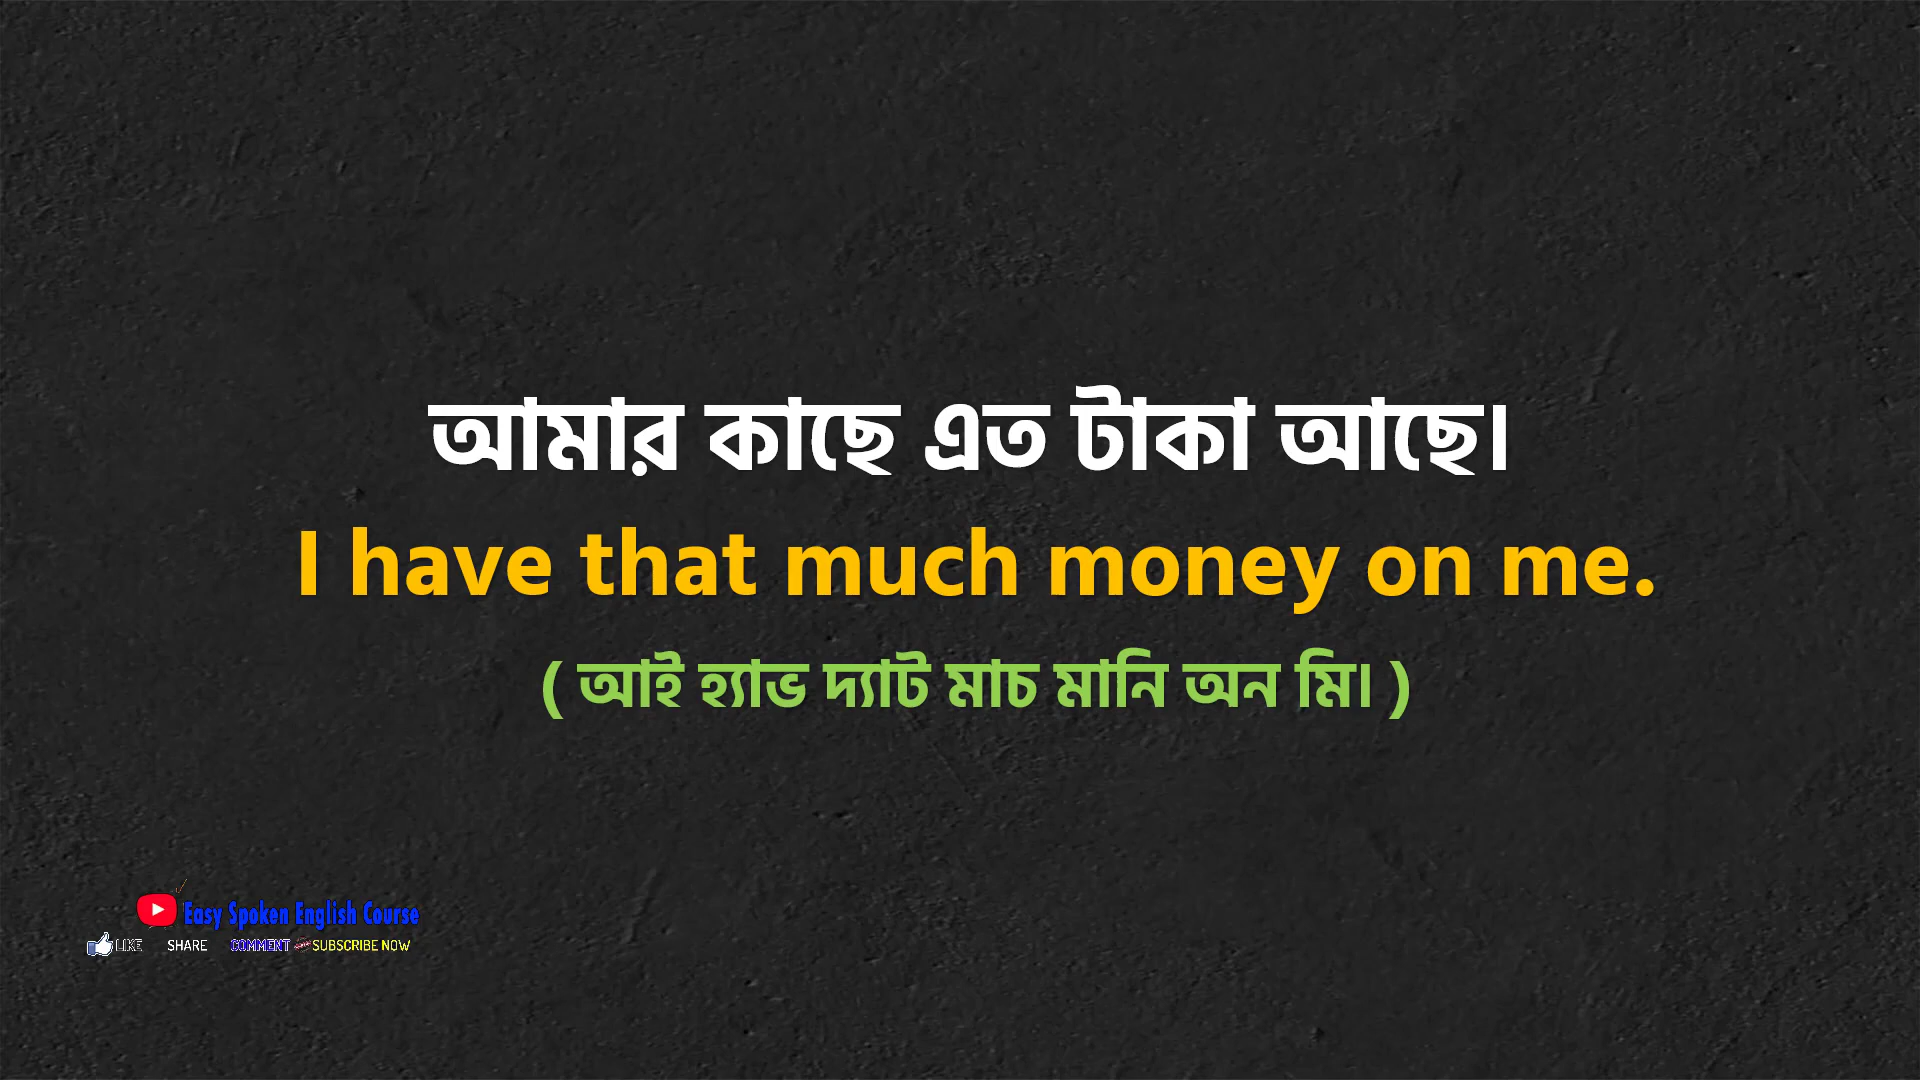 আমার কাছে এত টাকা আছে।
I have that much money on me.
( আই হ্যাভ দ্যাট মাচ মানি অন মি। )
Easy Spoken English Course
LIKE SHARE COMMENT SUBSCRIBE NOW